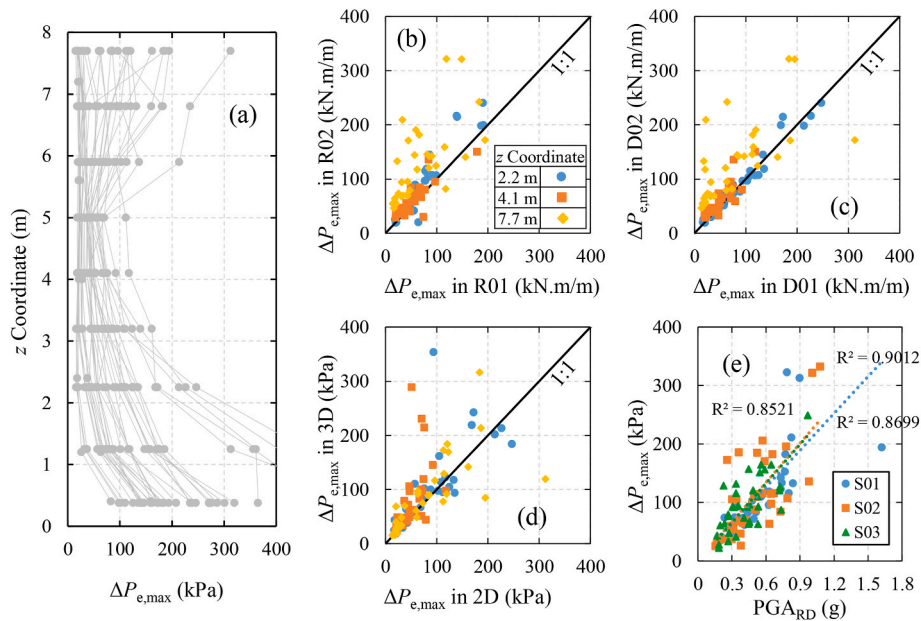 8
7
6
5
4
3
2
1
0
z Coordinate (m)
(a)
0 100 200 300 400
ΔPe,max (kPa)
400
300
200
100
0
ΔPe,max in R02 (kN.m/m)
(b)
1:1
z Coordinate
2.2 m
4.1 m
7.7 m
0 100 200 300 400
ΔPe,max in R01 (kN.m/m)
400
300
200
100
0
ΔPe,max in D02 (kN.m/m)
(c)
1:1
0 100 200 300 400
ΔPe,max in D01 (kN.m/m)
400
300
200
100
0
ΔPe,max in 3D (kPa)
1:1
(d)
0 100 200 300 400
ΔPe,max in 2D (kPa)
400
300
200
100
0
ΔPe,max (kPa)
(e)
R² = 0.9012
R² = 0.8521
R² = 0.8699
S01
S02
S03
0 0.3 0.6 0.9 1.2 1.5 1.8
PGARD (g)